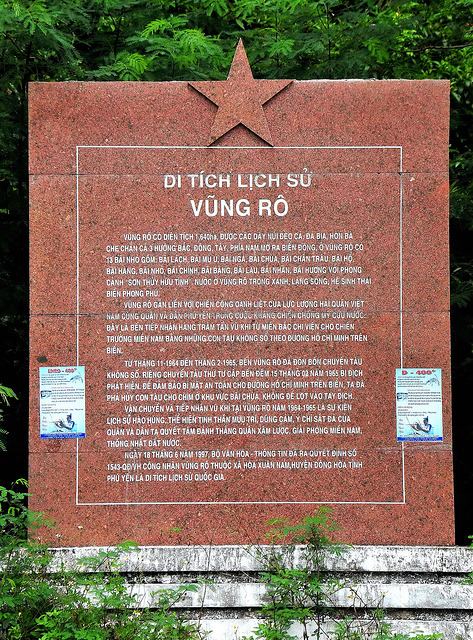 DI TÍCH LỊCH SỬ
VŨNG RÔ
VŨNG RÔ CÓ DIỆN TÍCH 1.640ha, ĐƯỢC CÁC DÃY NÚI ĐÈO CẢ, ĐÁ BIA, HÒN BÀ
CHE CHẮN CẢ 3 HƯỚNG BẮC, ĐÔNG, TÂY. PHÍA NAM MỞ RA BIỂN ĐÔNG. Ở VŨNG RÔ CÓ
13 BÃI NHỎ GỒM: BÃI LÁCH, BÃI MÙ U, BÃI NGÀ, BÃI CHÙA, BÃI CHÂN TRÂU, BÃI HỒ,
BÃI HÀNG, BÃI NHỎ, BÃI CHÍNH, BÃI BÀNG, BÃI LAU, BÃI NHÃN, BÃI HƯƠNG VỚI PHONG
CẢNH "SƠN THỦY HỮU TÌNH". NƯỚC Ở VŨNG RÔ TRONG XANH, LẶNG SÓNG, HỆ SINH THÁI
BIỂN PHONG PHÚ.
VŨNG RÔ GẮN LIỀN VỚI CHIẾN CÔNG OANH LIỆT CỦA LỰC LƯỢNG HẢI QUÂN VIỆT
NAM CÙNG QUÂN VÀ DÂN PHÚ YÊN TRONG CUỘC KHÁNG CHIẾN CHỐNG MỸ CỨU NƯỚC.
ĐÂY LÀ BẾN TIẾP NHẬN HÀNG TRĂM TẤN VŨ KHÍ TỪ MIỀN BẮC CHI VIỆN CHO CHIẾN
TRƯỜNG MIỀN NAM BẰNG NHỮNG CON TÀU KHÔNG SỐ THEO ĐƯỜNG HỒ CHÍ MINH TRÊN
BIỂN.
TỪ THÁNG 11-1964 ĐẾN THÁNG 2-1965, BẾN VŨNG RÔ ĐÃ ĐÓN BỐN CHUYẾN TÀU
KHÔNG SỐ. RIÊNG CHUYẾN TÀU THỨ TƯ CẬP BẾN ĐÊM 15 THÁNG 02 NĂM 1965 BỊ ĐỊCH
PHÁT HIỆN. ĐỂ ĐẢM BẢO BÍ MẬT AN TOÀN CHO ĐƯỜNG HỒ CHÍ MINH TRÊN BIỂN, TA ĐÃ
PHÁ HỦY CON TÀU CHO CHÌM Ở KHU VỰC BÃI CHÙA, KHÔNG ĐỂ LỌT VÀO TAY ĐỊCH.
VẬN CHUYỂN VÀ TIẾP NHẬN VŨ KHÍ TẠI VŨNG RÔ NĂM 1964-1965 LÀ SỰ KIỆN
LỊCH SỬ HÀO HÙNG, THỂ HIỆN TINH THẦN MƯU TRÍ, DŨNG CẢM, Ý CHÍ SẮT ĐÁ CỦA
QUÂN VÀ DÂN TA QUYẾT TÂM ĐÁNH THẮNG QUÂN XÂM LƯỢC, GIẢI PHÓNG MIỀN NAM,
THỐNG NHẤT ĐẤT NƯỚC.
NGÀY 18 THÁNG 6 NĂM 1997, BỘ VĂN HÓA - THÔNG TIN ĐÃ RA QUYẾT ĐỊNH SỐ
1543-QĐ/VH CÔNG NHẬN VŨNG RÔ THUỘC XÃ HÒA XUÂN NAM,HUYỆN ĐÔNG HÒA TỈNH
PHÚ YÊN LÀ DI TÍCH LỊCH SỬ QUỐC GIA.
D - 400°